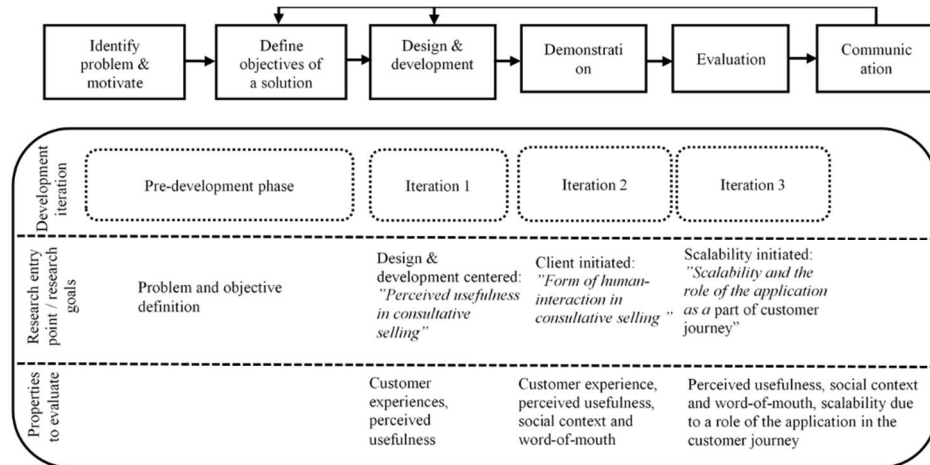 Identify
problem &
motivate
Define
objectives of
a solution
Design &
development
Demonstrati
on
Evaluation
Communic
ation
Development
iteration
Pre-development phase
Iteration 1
Iteration 2
Iteration 3
Research entry
point / research
goals
Problem and objective
definition
Design &
development centered:
"Perceived usefulness
in consultative
selling"
Client initiated:
"Form of human-
interaction in
consultative selling "
Scalability initiated:
"Scalability and the
role of the application
as a part of customer
journey"
Properties
to evaluate
Customer
experiences,
perceived
usefulness
Customer experience,
perceived usefulness,
social context and
word-of-mouth
Perceived usefulness, social context
and word-of-mouth, scalability due
to a role of the application in the
customer journey